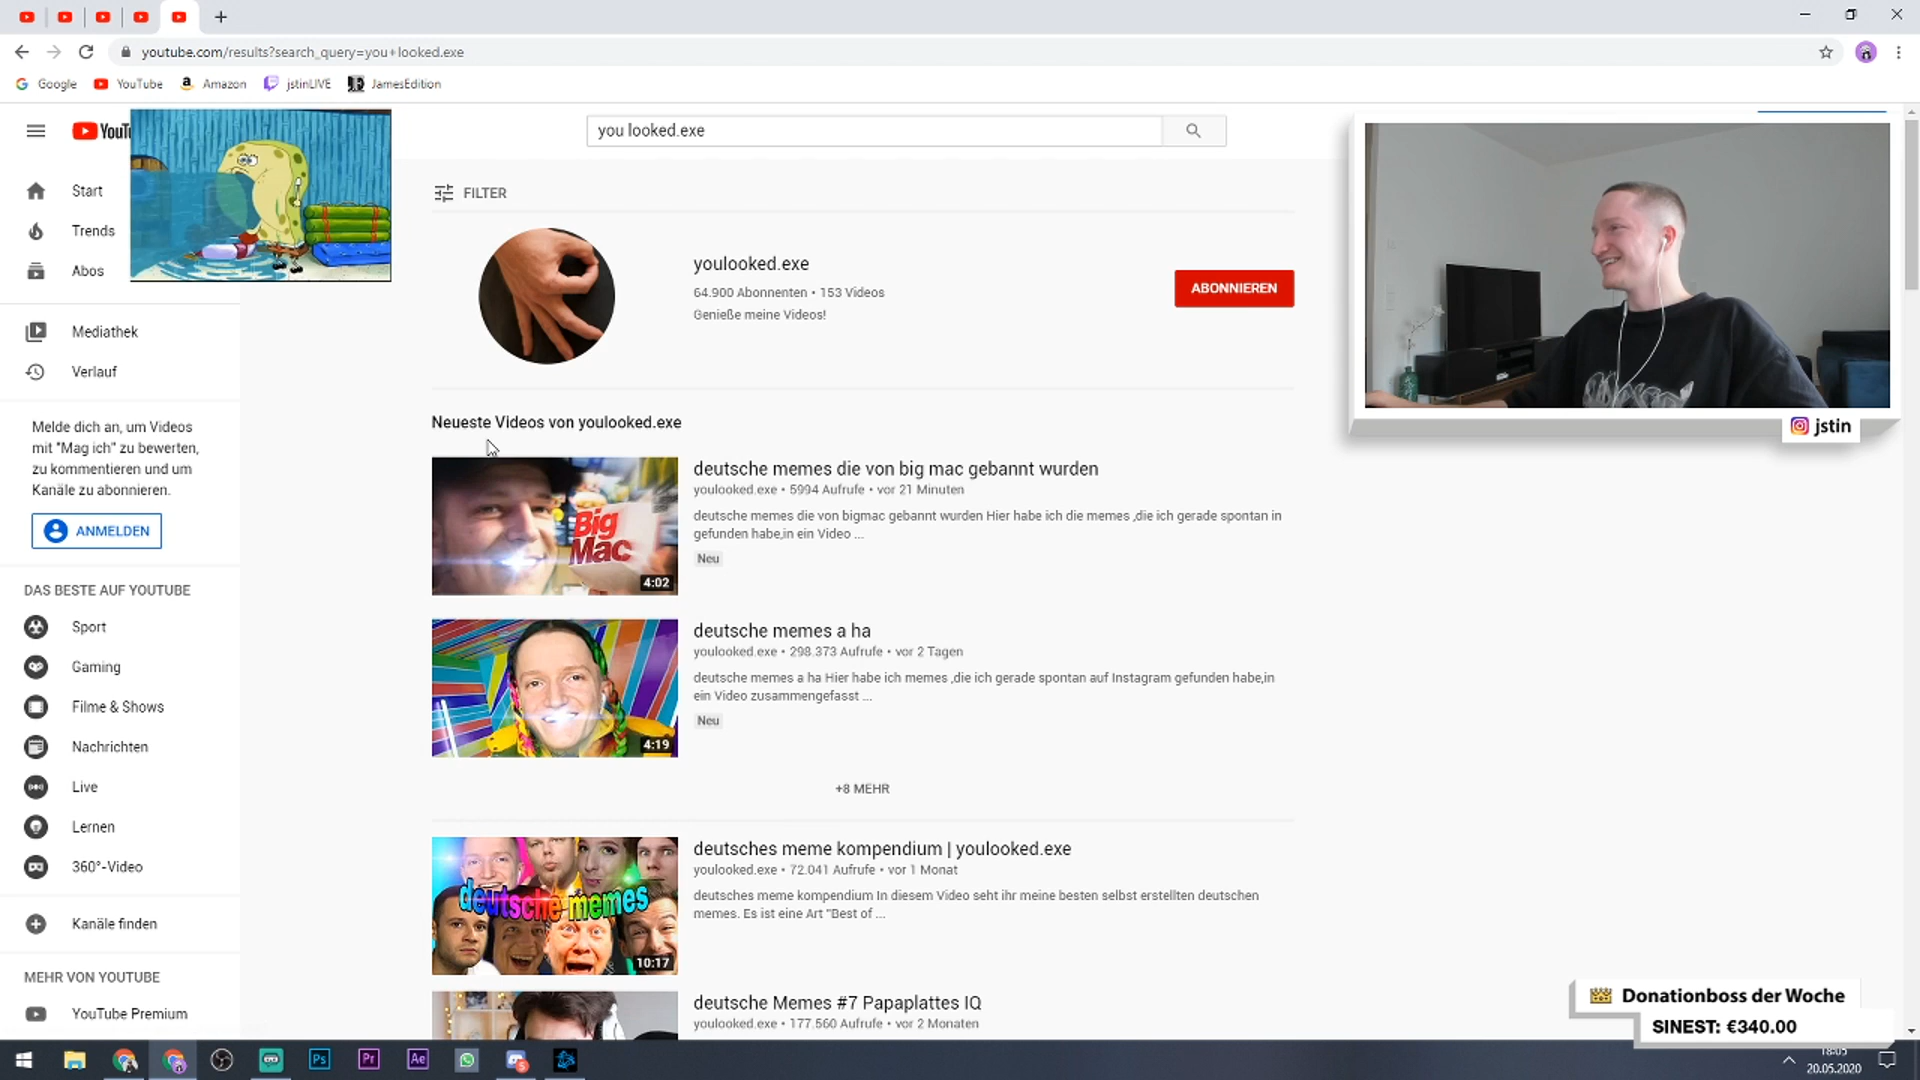 youtube.com/results?search_query=you+looked.exe
Google
YouTube
Amazon
jstinLIVE
JamesEdition
YouT
you looked.exe
Start
Trends
Abos
Mediathek
Verlauf
Melde dich an, um Videos
mit "Mag ich" zu bewerten,
zu kommentieren und um
Kanäle zu abonnieren.
ANMELDEN
DAS BESTE AUF YOUTUBE
Sport
Gaming
Filme & Shows
Nachrichten
Live
Lernen
360°-Video
Kanäle finden
MEHR VON YOUTUBE
YouTube Premium
FILTER
youlooked.exe
64.900 Abonnenten • 153 Videos
Genieße meine Videos!
ABONNIEREN
Neueste Videos von youlooked.exe
Big
Mac
4:02
deutsche memes die von big mac gebannt wurden
youlooked.exe • 5994 Aufrufe • vor 21 Minuten
deutsche memes die von bigmac gebannt wurden Hier habe ich die memes ,die ich gerade spontan in
gefunden habe,in ein Video ...
Neu
4:19
deutsche memes a ha
youlooked.exe • 298.373 Aufrufe • vor 2 Tagen
deutsche memes a ha Hier habe ich memes ,die ich gerade spontan auf Instagram gefunden habe,in
ein Video zusammengefasst ...
Neu
+8 MEHR
deutsche memes
10:17
deutsches meme kompendium | youlooked.exe
youlooked.exe • 72.041 Aufrufe • vor 1 Monat
deutsches meme kompendium In diesem Video seht ihr meine besten selbst erstellten deutschen
memes. Es ist eine Art "Best of ...
deutsche Memes #7 Papaplattes IQ
youlooked.exe • 177.560 Aufrufe • vor 2 Monaten
jstin
Donationboss der Woche
SINEST: €340.00
Ps
Pr
Ae
18:05
20.05.2020